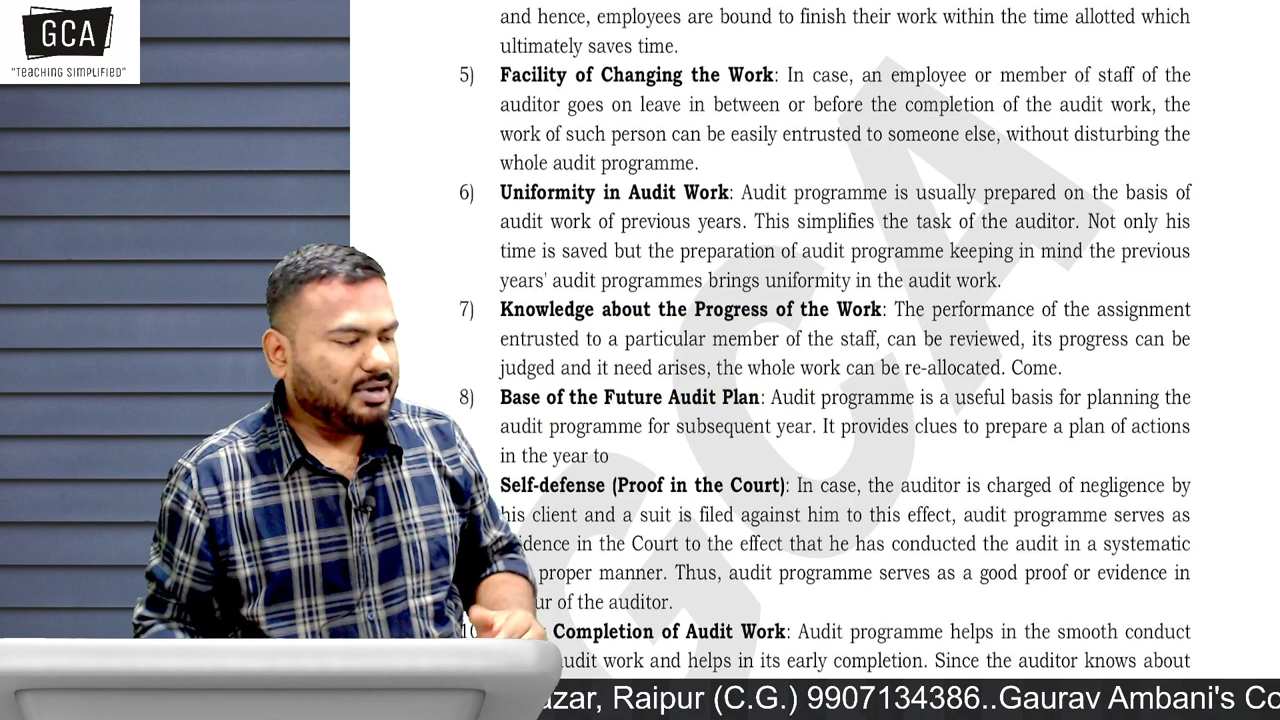 GCA
"TEACHING SIMPLIFIED"
and hence, employees are bound to finish their work within the time allotted which
ultimately saves time.
5) Facility of Changing the Work: In case, an employee or member of staff of the
auditor goes on leave in between or before the completion of the audit work, the
work of such person can be easily entrusted to someone else, without disturbing the
whole audit programme.
6) Uniformity in Audit Work: Audit programme is usually prepared on the basis of
audit work of previous years. This simplifies the task of the auditor. Not only his
time is saved but the preparation of audit programme keeping in mind the previous
years' audit programmes brings uniformity in the audit work.
7) Knowledge about the Progress of the Work: The performance of the assignment
entrusted to a particular member of the staff, can be reviewed, its progress can be
judged and it need arises, the whole work can be re-allocated. Come.
8) Base of the Future Audit Plan: Audit programme is a useful basis for planning the
audit programme for subsequent year. It provides clues to prepare a plan of actions
in the year to
Self-defense (Proof in the Court): In case, the auditor is charged of negligence by
his client and a suit is filed against him to this effect, audit programme serves as
idence in the Court to the effect that he has conducted the audit in a systematic
proper manner. Thus, audit programme serves as a good proof or evidence in
ur of the auditor.
10 Completion of Audit Work: Audit programme helps in the smooth conduct
audit work and helps in its early completion. Since the auditor knows about
GCA
azar, Raipur (C.G.) 9907134386..Gaurav Ambani's Co